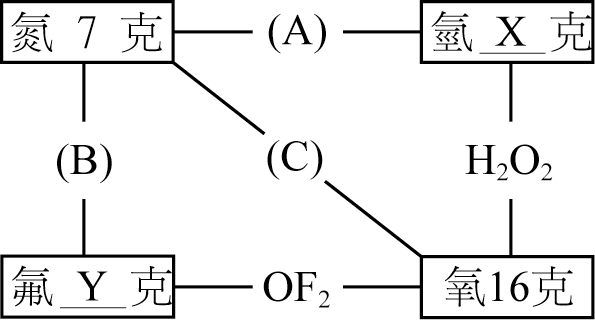 氮 7 克 (A) 氫 X 克
(B) (C) H₂O₂
氟 Y 克 OF₂ 氧16克